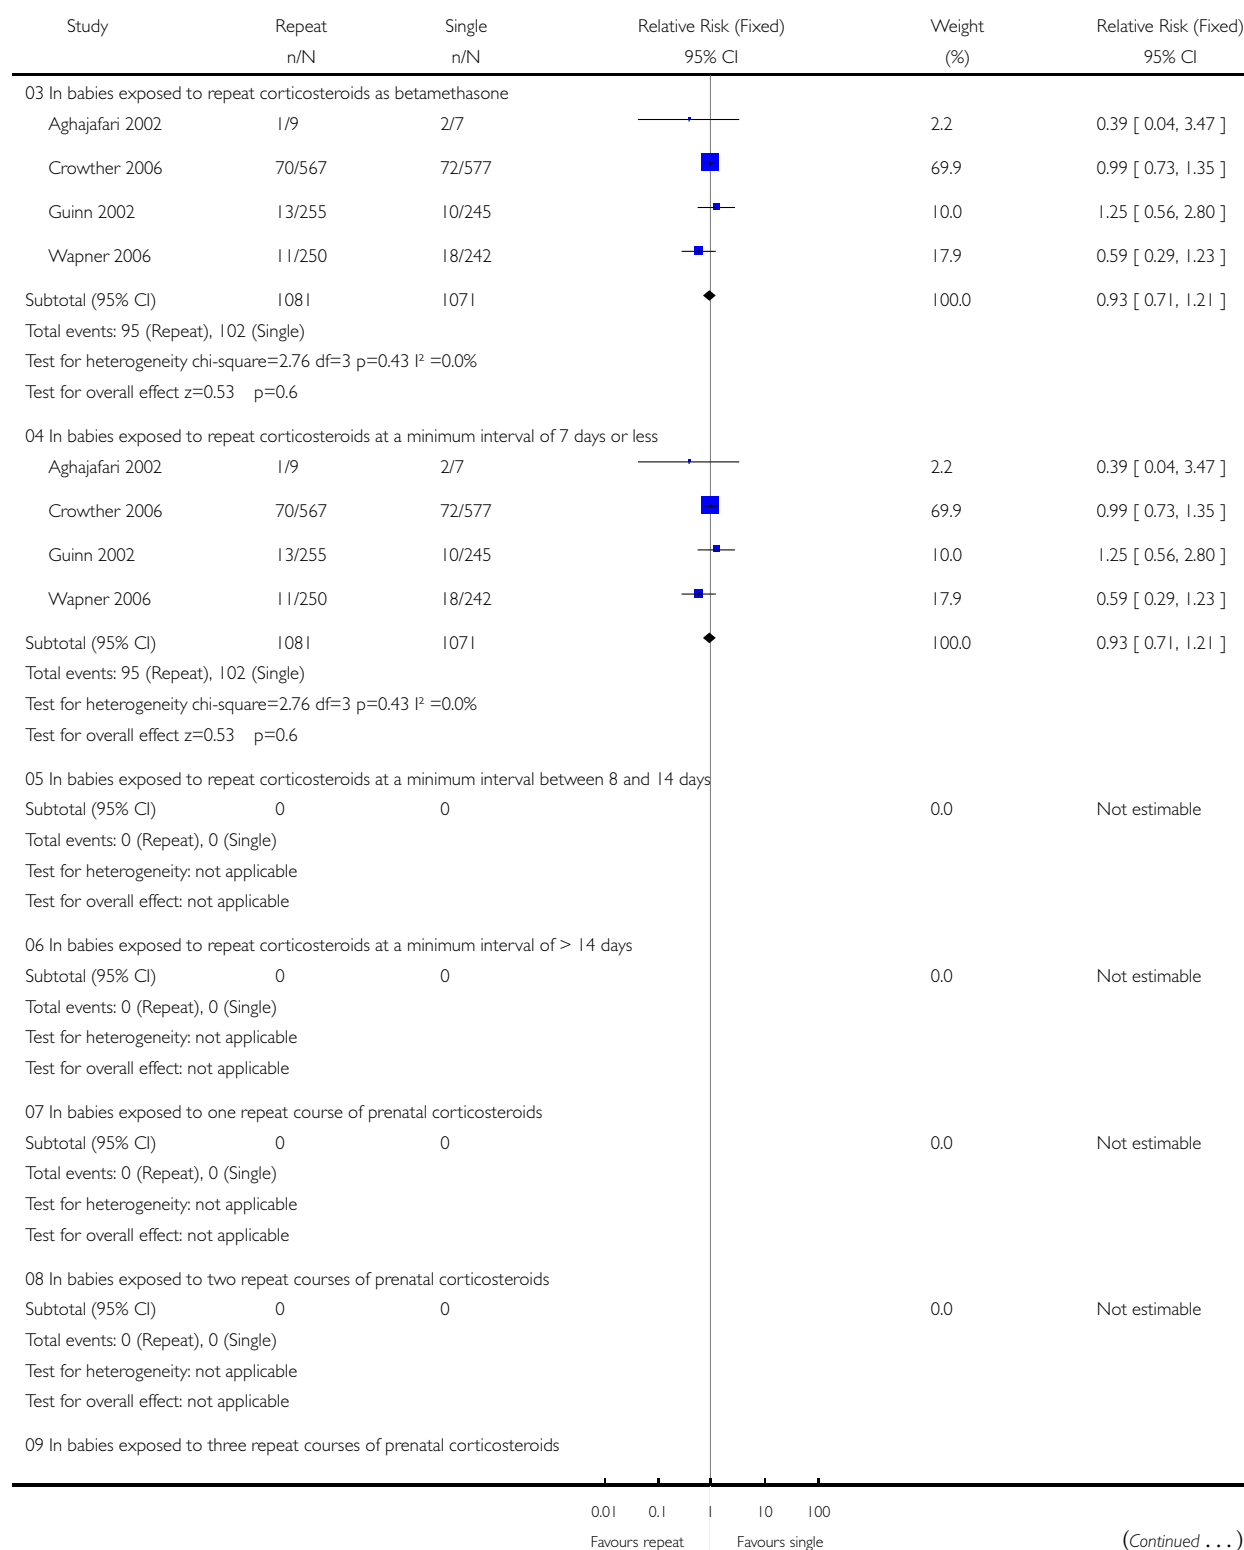 Study Repeat Single Relative Risk (Fixed) Weight Relative Risk (Fixed)
n/N n/N 95% CI (%) 95% CI
03 In babies exposed to repeat corticosteroids as betamethasone
Aghajafari 2002 1/9 2/7 2.2 0.39 [ 0.04, 3.47 ]
Crowther 2006 70/567 72/577 69.9 0.99 [ 0.73, 1.35 ]
Guinn 2002 13/255 10/245 10.0 1.25 [ 0.56, 2.80 ]
Wapner 2006 11/250 18/242 17.9 0.59 [ 0.29, 1.23 ]
Subtotal (95% CI) 1081 1071 100.0 0.93 [ 0.71, 1.21 ]
Total events: 95 (Repeat), 102 (Single)
Test for heterogeneity chi-square=2.76 df=3 p=0.43 I² =0.0%
Test for overall effect z=0.53 p=0.6
04 In babies exposed to repeat corticosteroids at a minimum interval of 7 days or less
Aghajafari 2002 1/9 2/7 2.2 0.39 [ 0.04, 3.47 ]
Crowther 2006 70/567 72/577 69.9 0.99 [ 0.73, 1.35 ]
Guinn 2002 13/255 10/245 10.0 1.25 [ 0.56, 2.80 ]
Wapner 2006 11/250 18/242 17.9 0.59 [ 0.29, 1.23 ]
Subtotal (95% CI) 1081 1071 100.0 0.93 [ 0.71, 1.21 ]
Total events: 95 (Repeat), 102 (Single)
Test for heterogeneity chi-square=2.76 df=3 p=0.43 I² =0.0%
Test for overall effect z=0.53 p=0.6
05 In babies exposed to repeat corticosteroids at a minimum interval between 8 and 14 days
Subtotal (95% CI) 0 0 0.0 Not estimable
Total events: 0 (Repeat), 0 (Single)
Test for heterogeneity: not applicable
Test for overall effect: not applicable
06 In babies exposed to repeat corticosteroids at a minimum interval of > 14 days
Subtotal (95% CI) 0 0 0.0 Not estimable
Total events: 0 (Repeat), 0 (Single)
Test for heterogeneity: not applicable
Test for overall effect: not applicable
07 In babies exposed to one repeat course of prenatal corticosteroids
Subtotal (95% CI) 0 0 0.0 Not estimable
Total events: 0 (Repeat), 0 (Single)
Test for heterogeneity: not applicable
Test for overall effect: not applicable
08 In babies exposed to two repeat courses of prenatal corticosteroids
Subtotal (95% CI) 0 0 0.0 Not estimable
Total events: 0 (Repeat), 0 (Single)
Test for heterogeneity: not applicable
Test for overall effect: not applicable
09 In babies exposed to three repeat courses of prenatal corticosteroids
0.01 0.1 1 10 100
Favours repeat Favours single (Continued . . . )